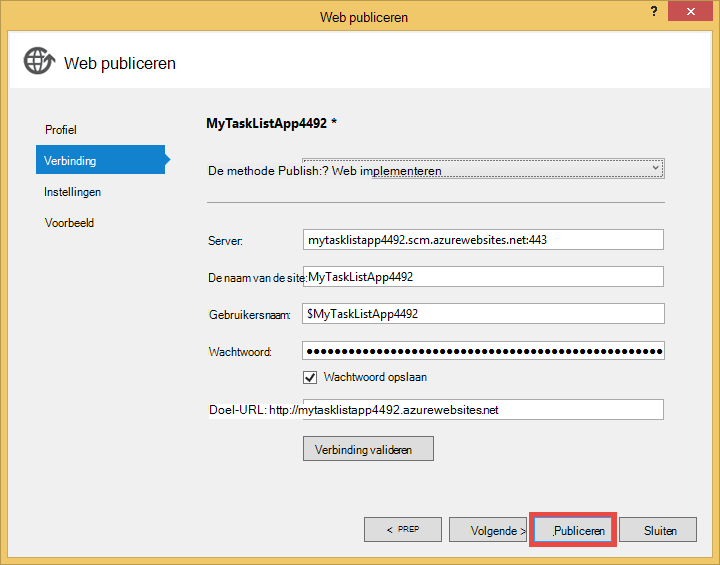 Web publiceren
?
Web publiceren
Profiel
Verbinding
Instellingen
Voorbeeld
MyTaskListApp4492 *
De methode Publish:? Web implementeren
Server: mytasklistapp4492.scm.azurewebsites.net:443
De naam van de site: MyTaskListApp4492
Gebruikersnaam: $MyTaskListApp4492
Wachtwoord: ●●●●●●●●●●●●●●●●●●●●●●●●●●●●●●●●●●●●●●●●●●●●●●●●●●●
Wachtwoord opslaan
Doel-URL: http://mytasklistapp4492.azurewebsites.net
Verbinding valideren
< PREP Volgende > .Publiceren Sluiten